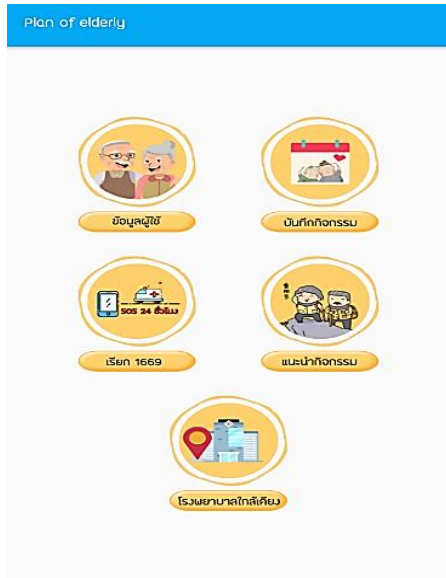 Plan of elderly
ข้อมูลผู้ใช้
บันทึกกิจกรรม
SOS 24 ชั่วโมง
เรียก 1669
แนะนำกิจกรรม
โรงพยาบาลใกล้เคียง